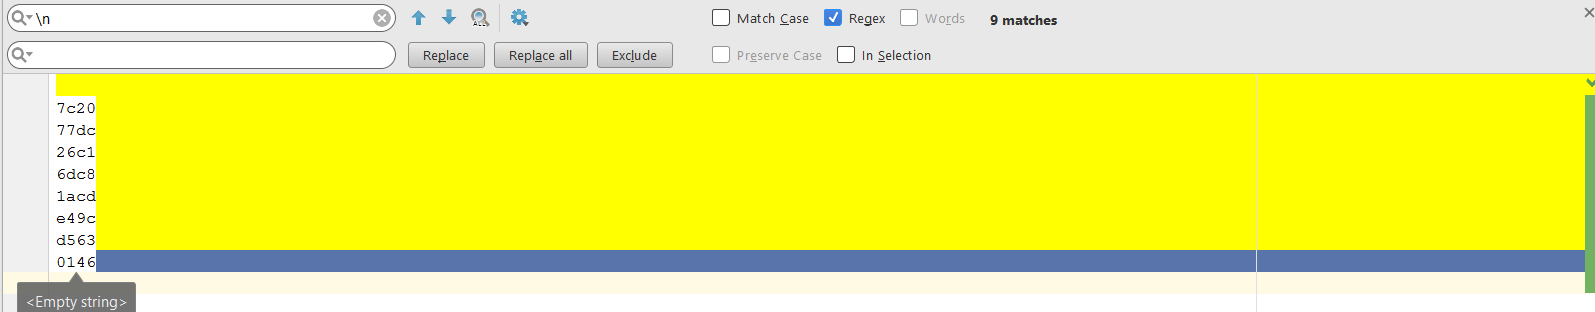 \n
Match Case
Regex
Words
9 matches
Replace
Replace all
Exclude
Preserve Case
In Selection
7c20
77dc
26c1
6dc8
1acd
e49c
d563
0146
<Empty string>